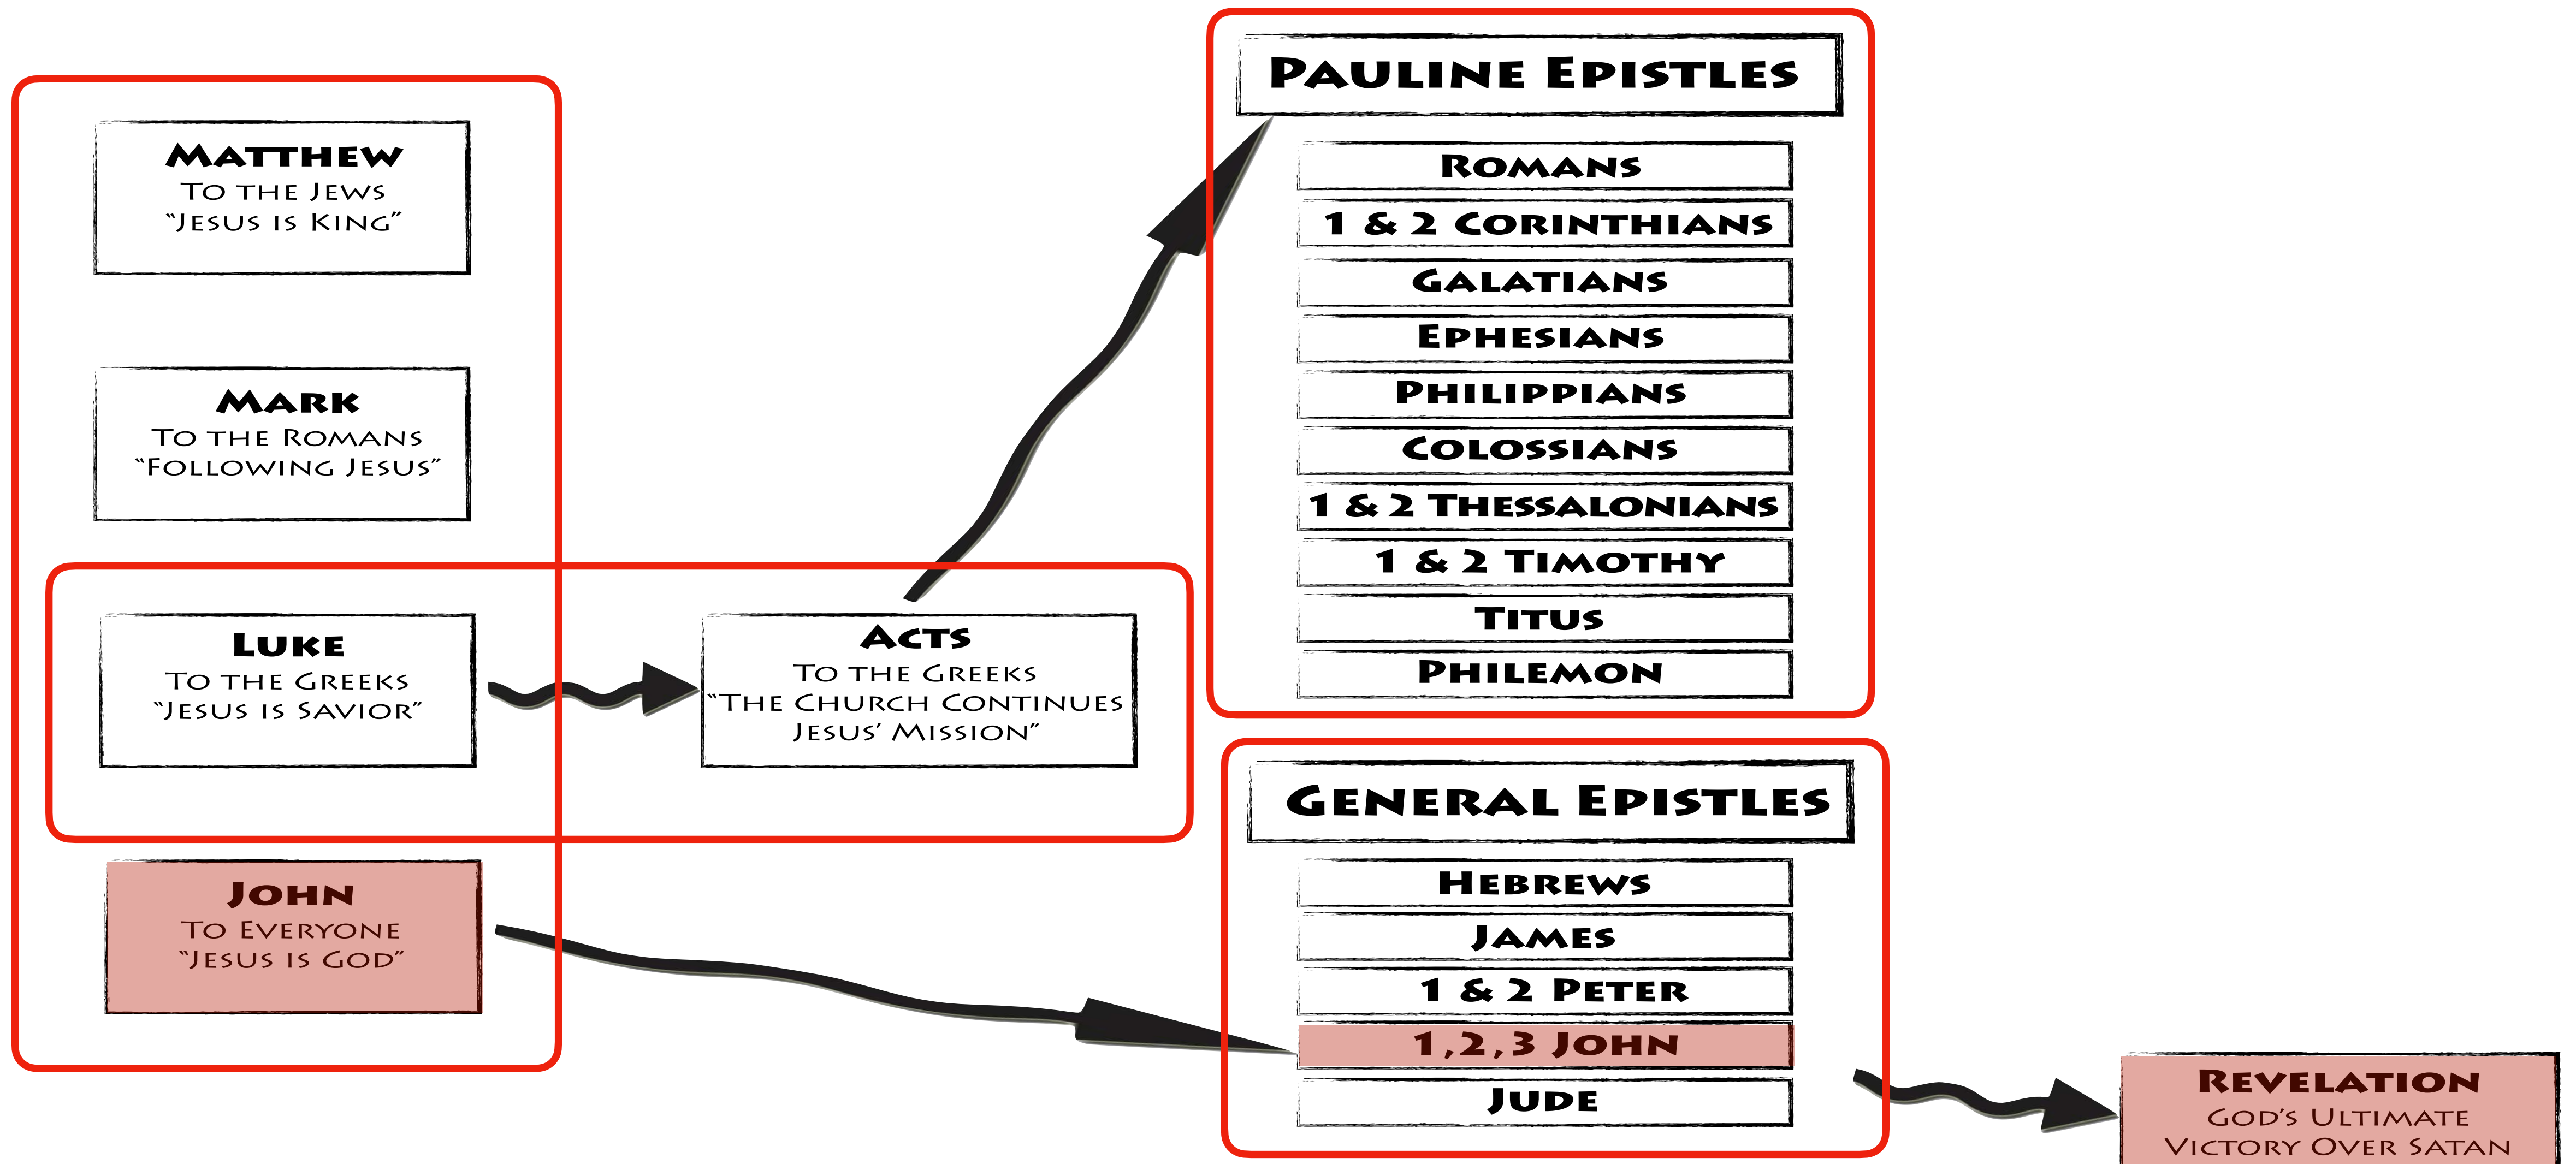 Matthew
To the Jews
“Jesus is King”
Mark
To the Romans
“Following Jesus”
Luke
To the Greeks
“Jesus is Savior”
John
To Everyone
“Jesus is God”
Acts
To the Greeks
“The Church Continues
Jesus’ Mission”
Pauline Epistles
Romans
1 & 2 Corinthians
Galatians
Ephesians
Philippians
Colossians
1 & 2 Thessalonians
1 & 2 Timothy
Titus
Philemon
General Epistles
Hebrews
James
1 & 2 Peter
1,2,3 John
Jude
Revelation
God’s Ultimate
Victory Over Satan